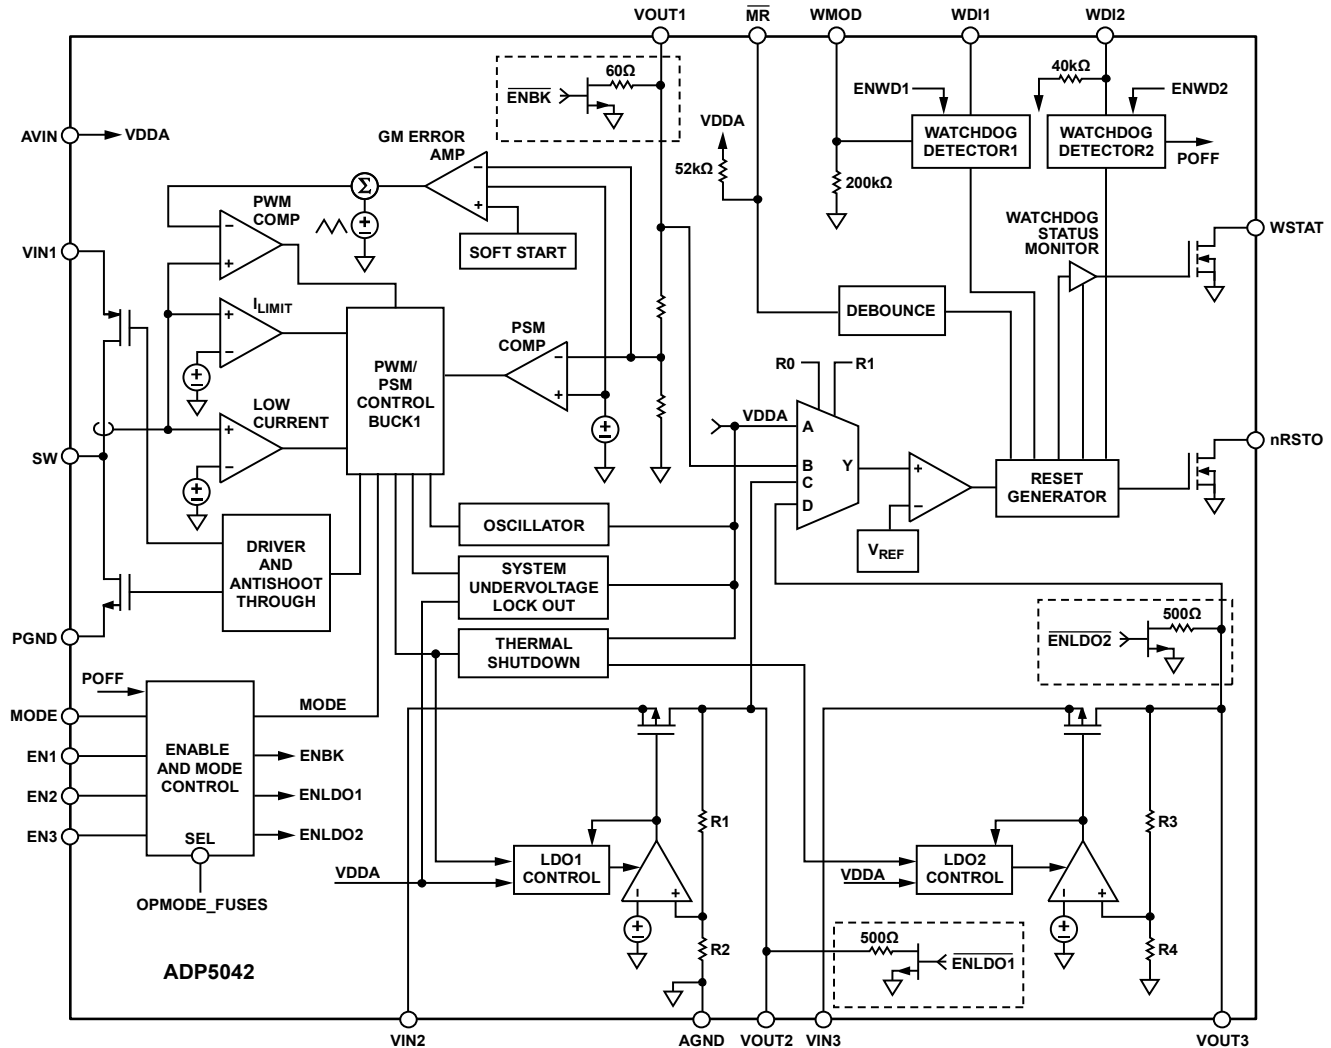 VOUT1
MR
WMOD
WDI1
WDI2
60Ω
ENBK
40kΩ
ENWD1
ENWD2
AVIN
VDDA
GM ERROR
AMP
VDDA
WATCHDOG
DETECTOR1
WATCHDOG
DETECTOR2
POFF
52kΩ
200kΩ
Σ
PWM
COMP
WATCHDOG
STATUS
MONITOR
WSTAT
VIN1
SOFT START
ILIMIT
DEBOUNCE
PSM
COMP
R0
R1
PWM/
PSM
CONTROL
BUCK1
LOW
CURRENT
VDDA
A
B
C
D
Y
nRSTO
SW
RESET
GENERATOR
OSCILLATOR
VREF
DRIVER
AND
ANTISHOOT
THROUGH
SYSTEM
UNDERVOLTAGE
LOCK OUT
PGND
THERMAL
SHUTDOWN
500Ω
ENLDO2
POFF
MODE
MODE
EN1
EN2
EN3
ENABLE
AND MODE
CONTROL
SEL
ENBK
ENLDO1
ENLDO2
OPMODE_FUSES
R1
R3
VDDA
LDO1
CONTROL
VDDA
LDO2
CONTROL
R2
500Ω
ENLDO1
R4
ADP5042
VIN2
AGND
VOUT2
VIN3
VOUT3